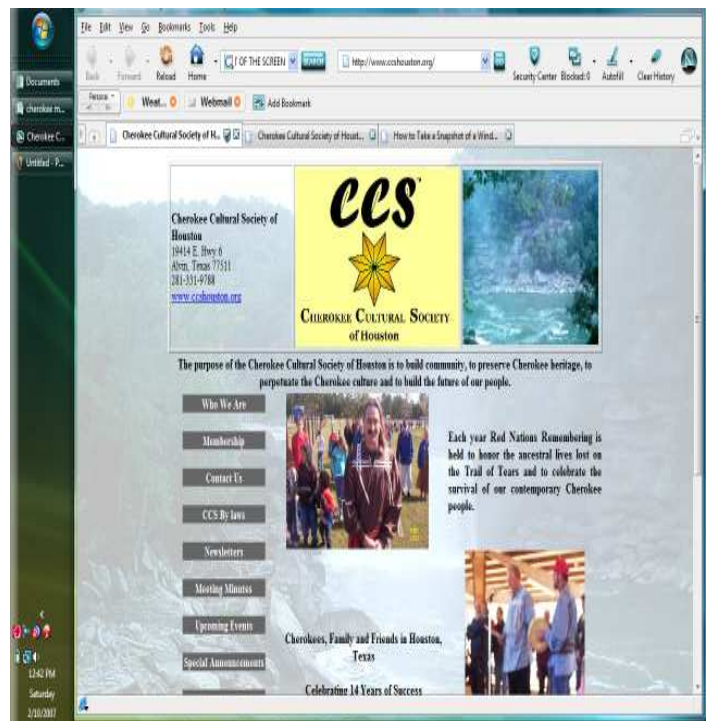 File Edit View Go Bookmarks Tools Help
Back Forward Reload Home
T OF THE SCREEN SEARCH
http://www.ccshouston.org/
Security Center Blocked: 0 Autofill Clear History
Persona Weat... Webmail Add Bookmark
Cherokee Cultural Society of H... Cherokee Cultural Society of Houst... How to Take a Snapshot of a Wind...
Documents
cherokee m...
Cherokee C...
Untitled - P...
Cherokee Cultural Society of
Houston
19414 E. Hwy 6
Alvin, Texas 77511
281-331-9788
www.ccshouston.org
CCS™
CHEROKEE CULTURAL SOCIETY
of Houston
The purpose of the Cherokee Cultural Society of Houston is to build community, to preserve Cherokee heritage, to
perpetuate the Cherokee culture and to build the future of our people.
Who We Are
Membership
Contact Us
CCS By laws
Newsletters
Meeting Minutes
Upcoming Events
Special Announcements
Each year Red Nations Remembering is
held to honor the ancestral lives lost on
the Trail of Tears and to celebrate the
survival of our contemporary Cherokee
people.
Cherokees, Family and Friends in Houston,
Texas
Celebrating 14 Years of Success
12:42 PM
Saturday
2/10/2007